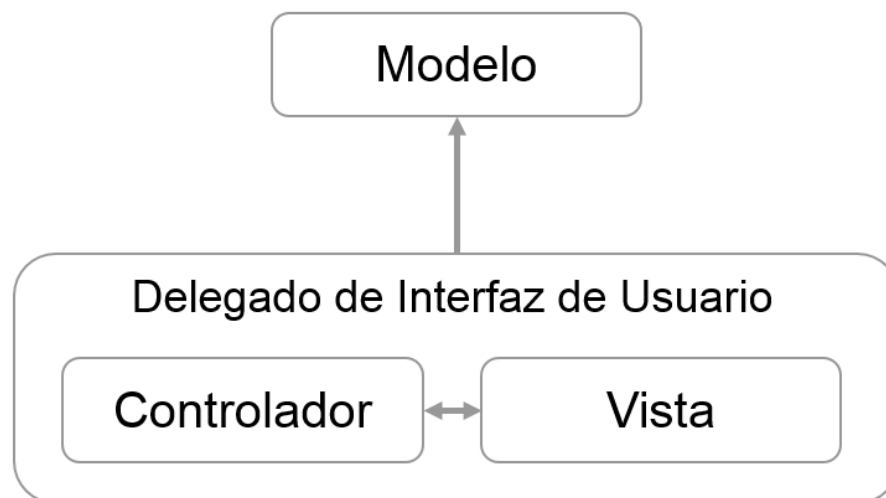 Modelo
Delegado de Interfaz de Usuario
Controlador
Vista